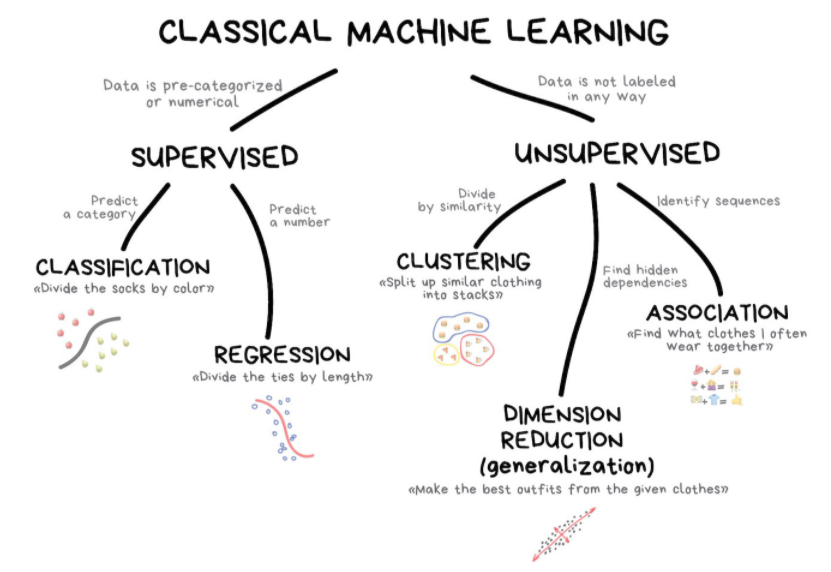 CLASSICAL MACHINE LEARNING
Data is pre-categorized
or numerical
Data is not labeled
in any way
SUPERVISED
UNSUPERVISED
Predict
a category
Predict
a number
Divide
by similarity
Identify sequences
CLASSIFICATION
«Divide the socks by color»
CLUSTERING
«Split up similar clothing
into stacks»
Find hidden
dependencies
ASSOCIATION
«Find what clothes I often
wear together»
REGRESSION
«Divide the ties by length»
DIMENSION
REDUCTION
(generalization)
«Make the best outfits from the given clothes»